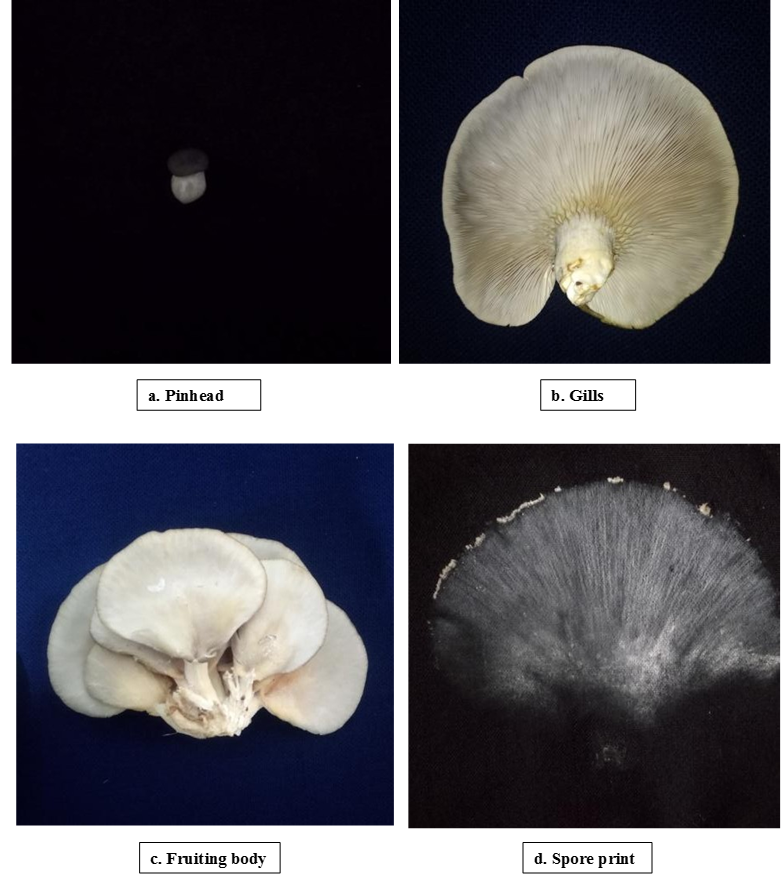 a. Pinhead
b. Gills
c. Fruiting body
d. Spore print